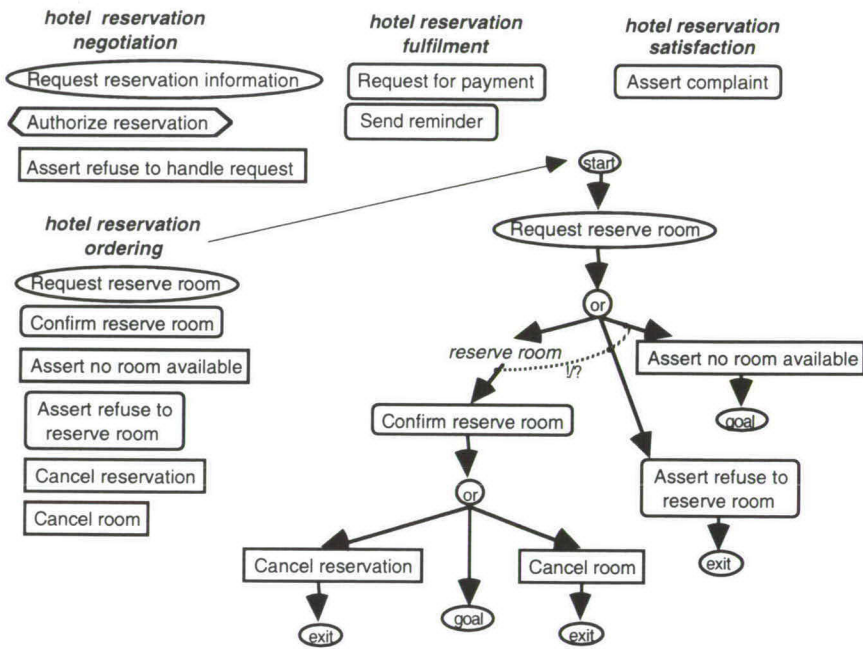 hotel reservation
negotiation
Request reservation information
Authorize reservation
Assert refuse to handle request
hotel reservation
fulfilment
Request for payment
Send reminder
hotel reservation
satisfaction
Assert complaint
hotel reservation
ordering
Request reserve room
Confirm reserve room
Assert no room available
Assert refuse to
reserve room
Cancel reservation
Cancel room
start
Request reserve room
or
reserve room
!/?
Assert no room available
goal
Confirm reserve room
Assert refuse to
reserve room
exit
or
Cancel reservation
Cancel room
exit
goal
exit